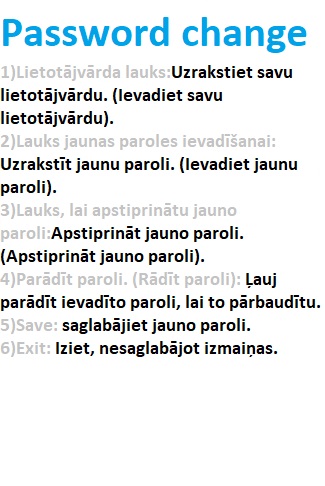 Password change
1)Lietotājvārda lauks:Uzrakstiet savu
lietotājvārdu. (Ievadiet savu
lietotājvārdu).
2)Lauks jaunas paroles ievadīšanai:
Uzrakstīt jaunu paroli. (Ievadiet jaunu
paroli).
3)Lauks, lai apstiprinātu jauno
paroli:Apstiprināt jauno paroli.
(Apstiprināt jauno paroli).
4)Parādīt paroli. (Rādīt paroli): Ļauj
parādīt ievadīto paroli, lai to pārbaudītu.
5)Save: saglabājiet jauno paroli.
6)Exit: Iziet, nesaglabājot izmaiņas.